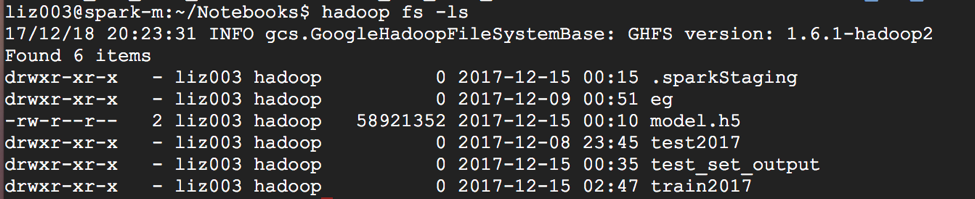 liz003@spark-m:~/Notebooks$ hadoop fs -ls
17/12/18 20:23:31 INFO gcs.GoogleHadoopFileSystemBase: GHFS version: 1.6.1-hadoop2
Found 6 items
drwxr-xr-x   - liz003 hadoop          0 2017-12-15 00:15 .sparkStaging
drwxr-xr-x   - liz003 hadoop          0 2017-12-09 00:51 eg
-rw-r--r--   2 liz003 hadoop   58921352 2017-12-15 00:10 model.h5
drwxr-xr-x   - liz003 hadoop          0 2017-12-08 23:45 test2017
drwxr-xr-x   - liz003 hadoop          0 2017-12-15 00:35 test_set_output
drwxr-xr-x   - liz003 hadoop          0 2017-12-15 02:47 train2017